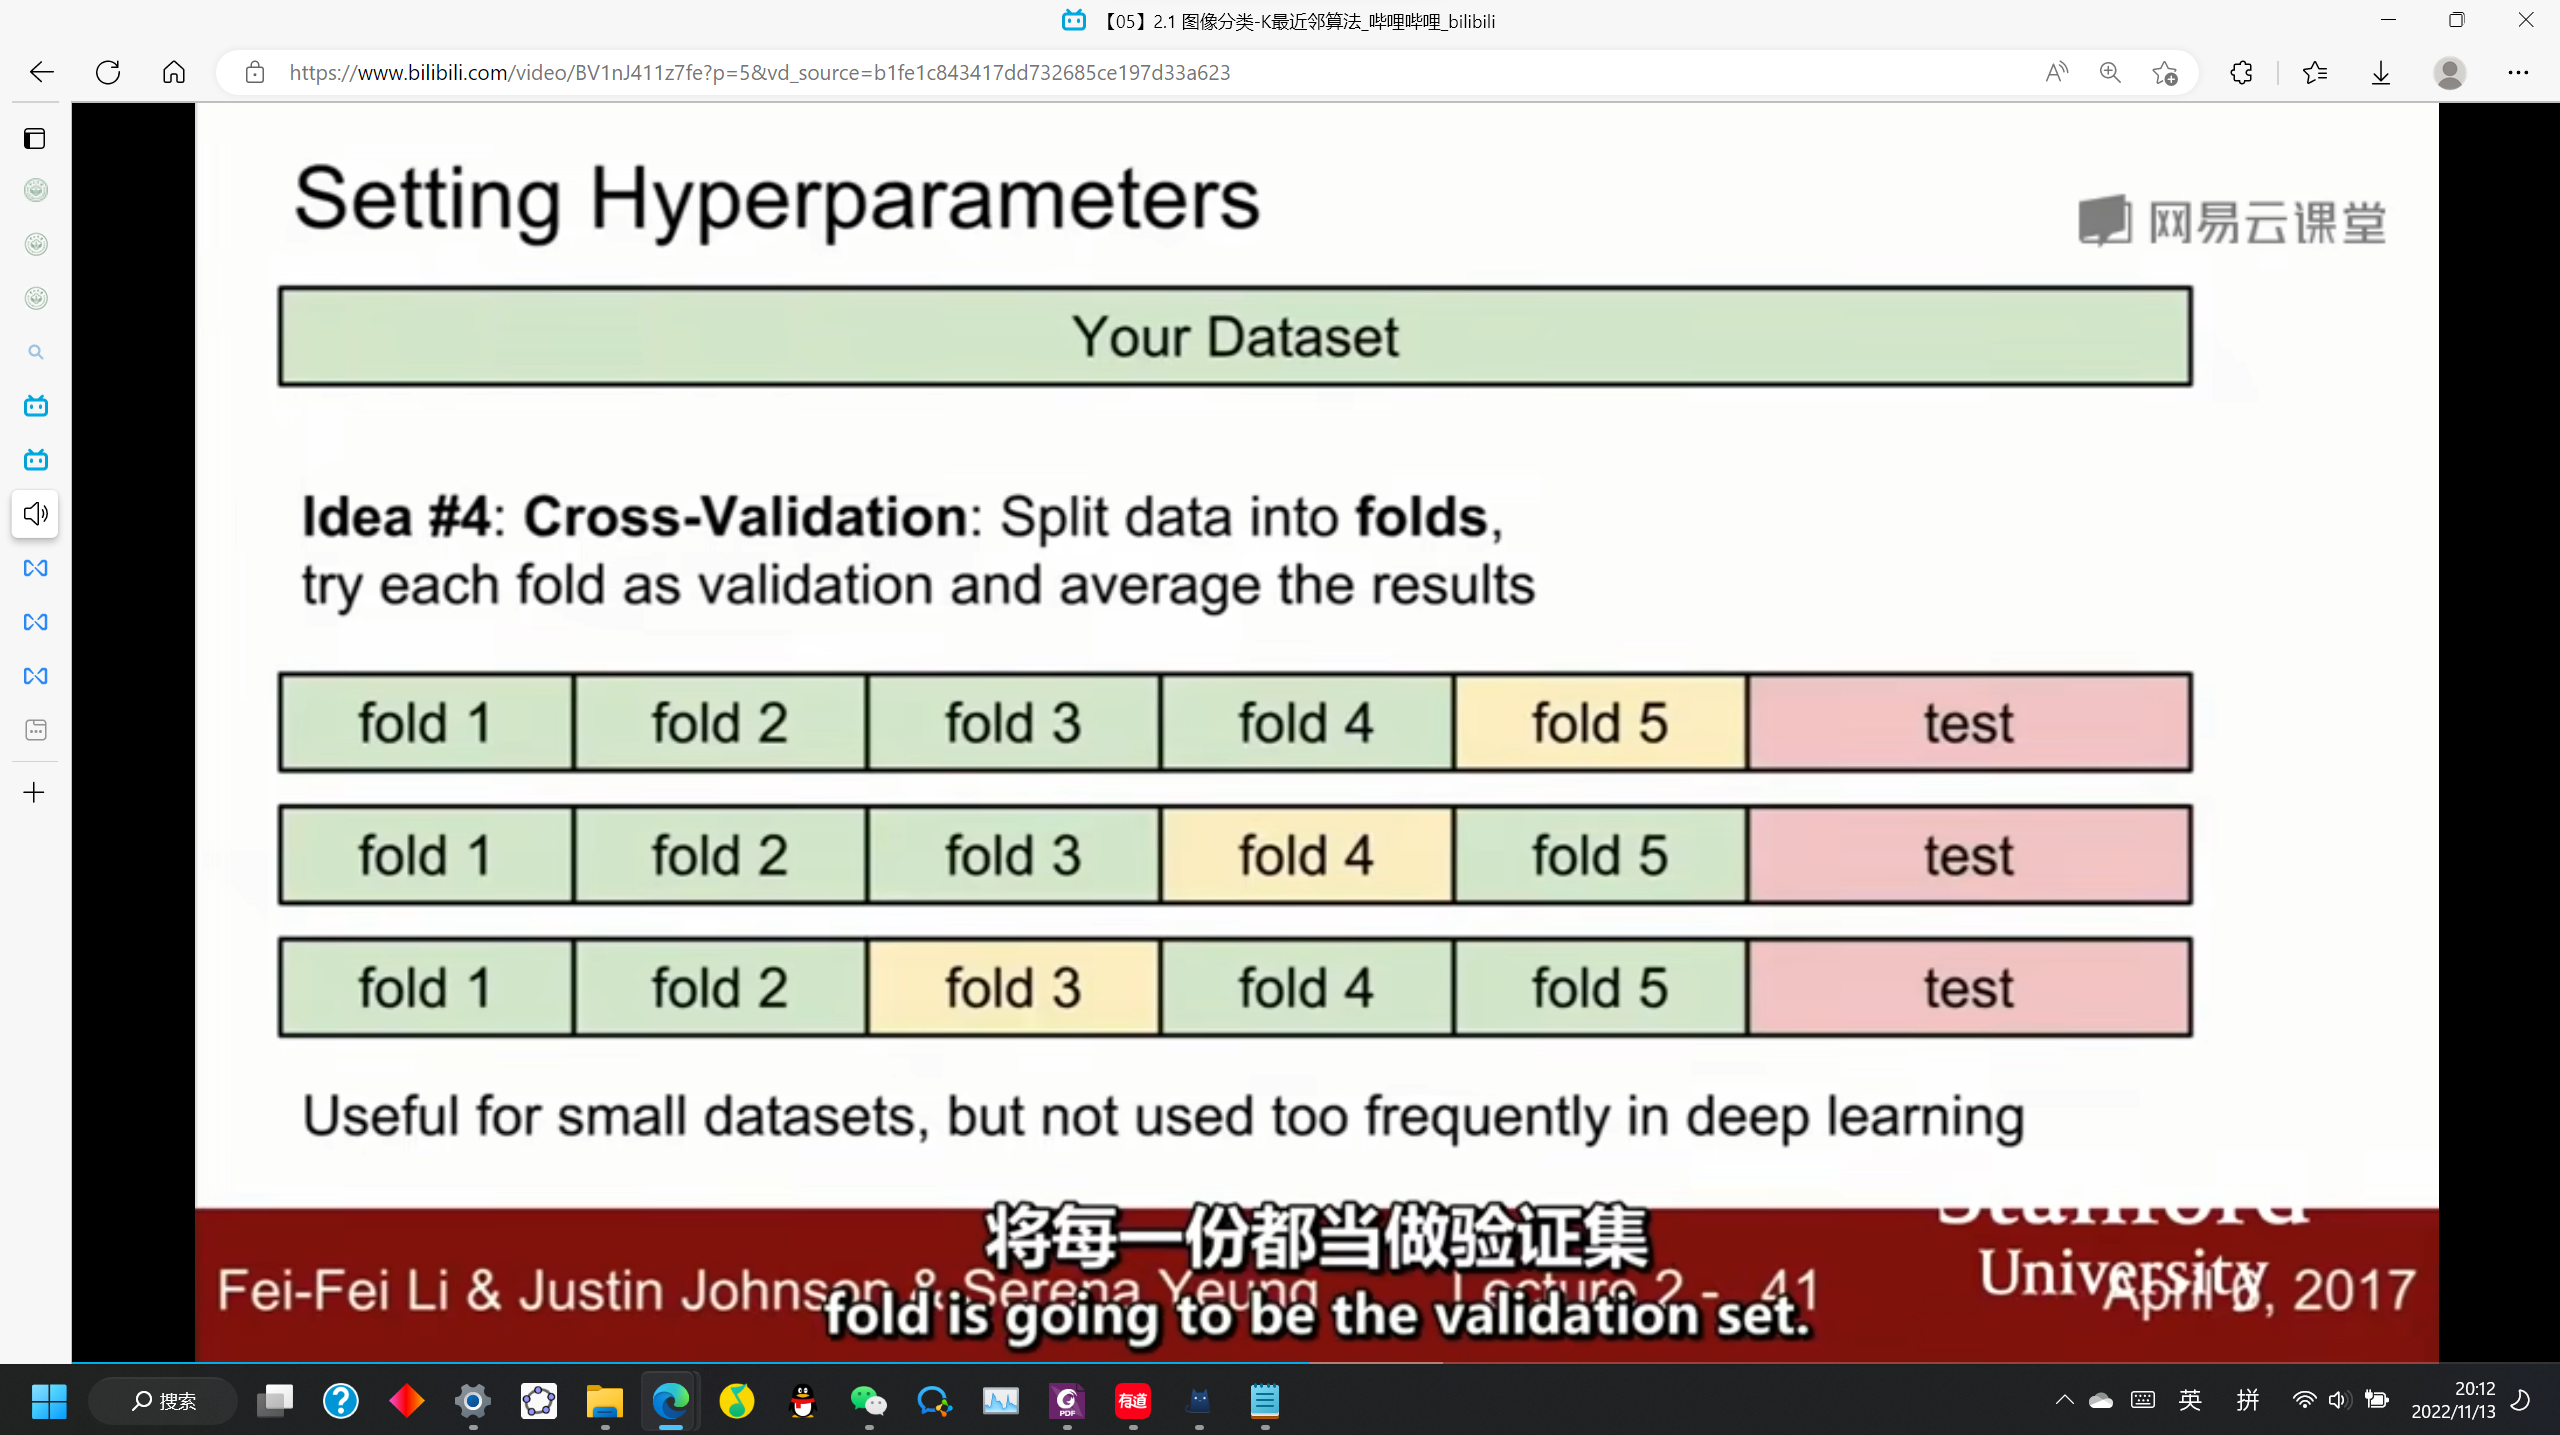 【05】2.1 图像分类-K最近邻算法_哔哩哔哩_bilibili
https://www.bilibili.com/video/BV1nJ411z7fe?p=5&vd_source=b1fe1c843417dd732685ce197d33a623
Setting Hyperparameters
网易云课堂
Your Dataset
Idea #4: Cross-Validation: Split data into folds,
try each fold as validation and average the results
fold 1 fold 2 fold 3 fold 4 fold 5 test
fold 1 fold 2 fold 3 fold 4 fold 5 test
fold 1 fold 2 fold 3 fold 4 fold 5 test
Useful for small datasets, but not used too frequently in deep learning
Stanford
University
将每一份都当做验证集
Fei-Fei Li & Justin Johnson & Serena Yeung Lecture 2 - 41 April 6, 2017
fold is going to be the validation set.
搜索
PDF
有道
英
拼
20:12
2022/11/13